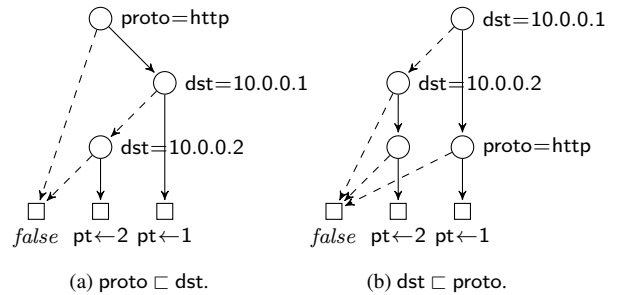 proto=http
dst=10.0.0.1
dst=10.0.0.2
false pt←2 pt←1
(a) proto ⊏ dst.
dst=10.0.0.1
dst=10.0.0.2
proto=http
false pt←2 pt←1
(b) dst ⊏ proto.